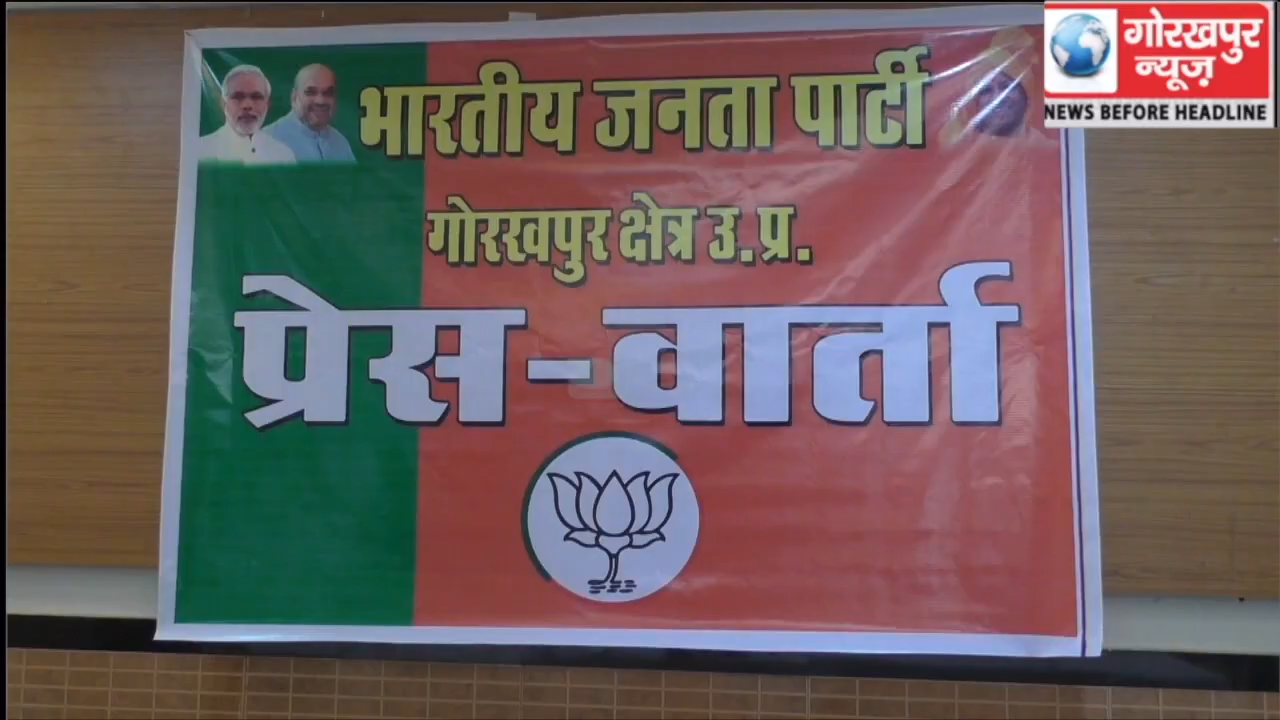 गोरखपुर
न्यूज़
NEWS BEFORE HEADLINE
भारतीय जनता पार्टी
गोरखपुर क्षेत्र उ.प्र.
प्रेस-वार्ता